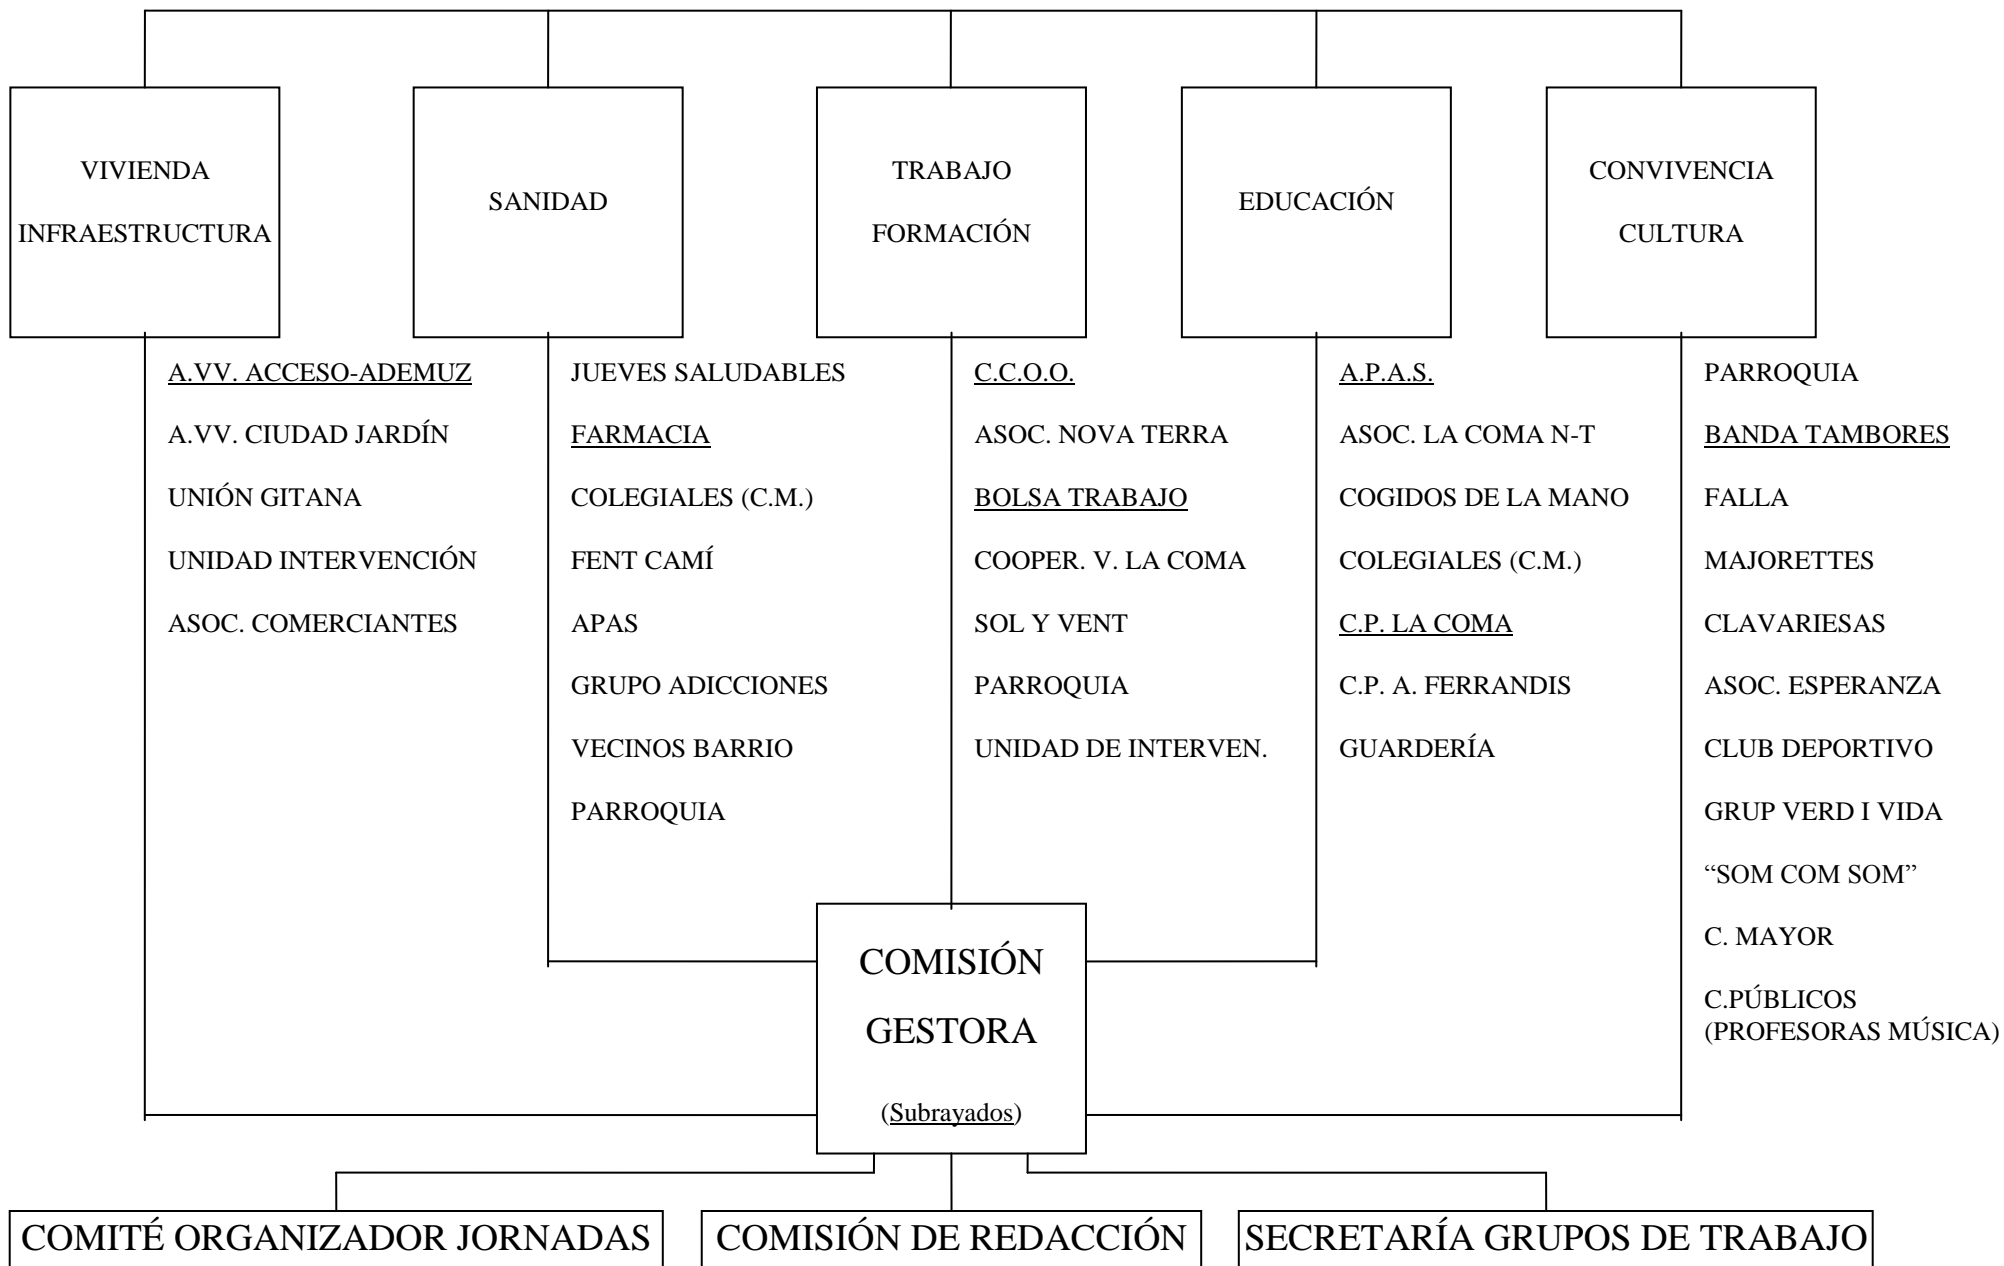 VIVIENDA
INFRAESTRUCTURA
SANIDAD
TRABAJO
FORMACIÓN
EDUCACIÓN
CONVIVENCIA
CULTURA
A.VV. ACCESO-ADEMUZ
A.VV. CIUDAD JARDÍN
UNIÓN GITANA
UNIDAD INTERVENCIÓN
ASOC. COMERCIANTES
JUEVES SALUDABLES
FARMACIA
COLEGIALES (C.M.)
FENT CAMÍ
APAS
GRUPO ADICCIONES
VECINOS BARRIO
PARROQUIA
C.C.O.O.
ASOC. NOVA TERRA
BOLSA TRABAJO
COOPER. V. LA COMA
SOL Y VENT
PARROQUIA
UNIDAD DE INTERVEN.
A.P.A.S.
ASOC. LA COMA N-T
COGIDOS DE LA MANO
COLEGIALES (C.M.)
C.P. LA COMA
C.P. A. FERRANDIS
GUARDERÍA
PARROQUIA
BANDA TAMBORES
FALLA
MAJORETTES
CLAVARIESAS
ASOC. ESPERANZA
CLUB DEPORTIVO
GRUP VERD I VIDA
“SOM COM SOM”
C. MAYOR
C.PÚBLICOS
(PROFESORAS MÚSICA)
COMISIÓN
GESTORA
(Subrayados)
COMITÉ ORGANIZADOR JORNADAS
COMISIÓN DE REDACCIÓN
SECRETARÍA GRUPOS DE TRABAJO